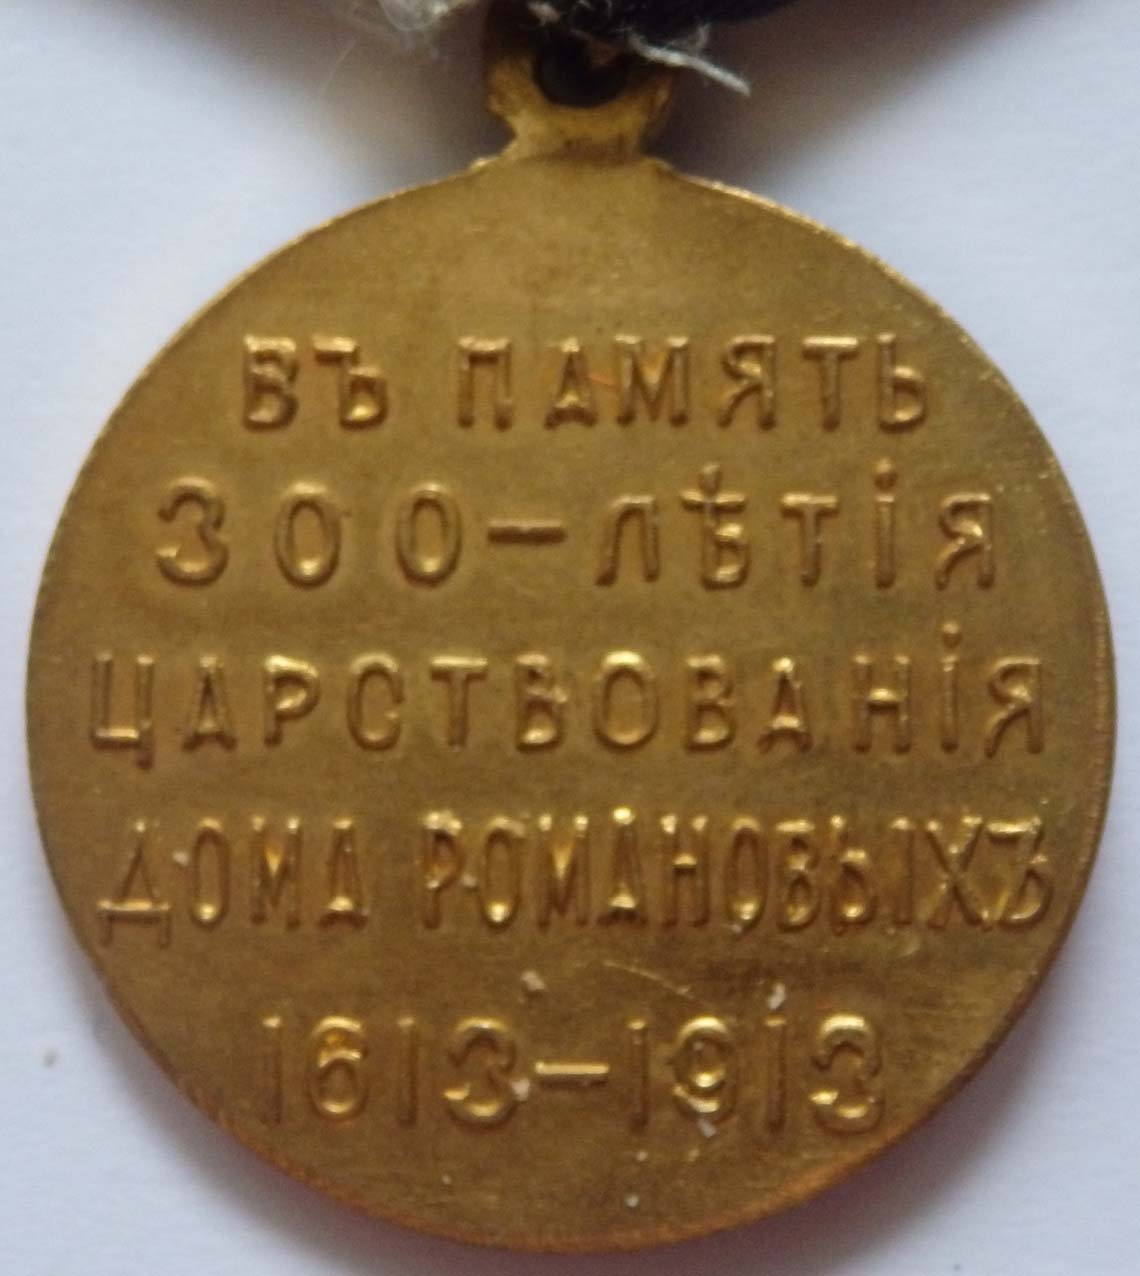 ВЪ ПАМЯТЬ
300-ЛѢТІЯ
ЦАРСТВОВАНІЯ
ДОМА РОМАНОВЫХЪ
1613-1913